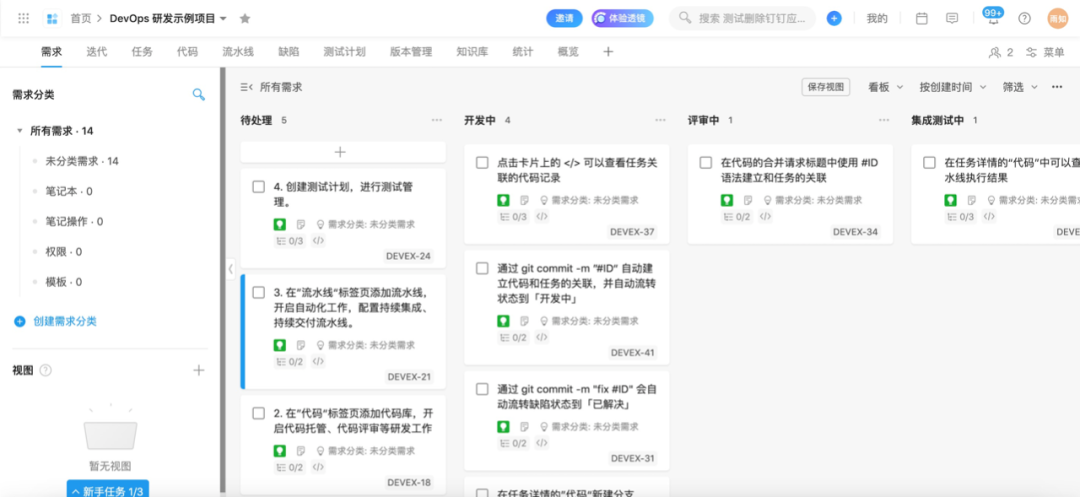 首页 > DevOps 研发示例项目
邀请
体验透镜
搜索 测试删除钉钉应...
我的
99+
雨如
需求 迭代 任务 代码 流水线 缺陷 测试计划 版本管理 知识库 统计 概览 +
2 菜单
需求分类
所有需求 · 14
未分类需求 · 14
笔记本 · 0
笔记操作 · 0
权限 · 0
模板 · 0
创建需求分类
视图
暂无视图
新手任务 1/3
所有需求
保存视图
看板
按创建时间
筛选
待处理 5
4. 创建测试计划，进行测试管
理。
需求分类: 未分类需求
0/3 </>
DEVEX-24
3. 在“流水线”标签页添加流水线，
开启自动化工作，配置持续集成、
持续交付流水线。
需求分类: 未分类需求
0/2 </>
DEVEX-21
2. 在“代码”标签页添加代码库，开
启代码托管、代码评审等研发工作
需求分类: 未分类需求
0/2 </>
DEVEX-18
开发中 4
点击卡片上的 </> 可以查看任务关
联的代码记录
需求分类: 未分类需求
0/3 </>
DEVEX-37
通过 git commit -m "#ID" 自动建
立代码和任务的关联，并自动流转
状态到「开发中」
需求分类: 未分类需求
0/2 </>
DEVEX-41
通过 git commit -m "fix #ID" 会自
动流转缺陷状态到「已解决」
需求分类: 未分类需求
0/2 </>
DEVEX-31
在任务详情的“代码”新建分支
评审中 1
在代码的合并请求标题中使用 #ID
语法建立和任务的关联
需求分类: 未分类需求
0/2 </>
DEVEX-34
集成测试中 1
在任务详情的“代码”中可以查
水线执行结果
需求分类: 未分类需求
0/3 </>
DEVE